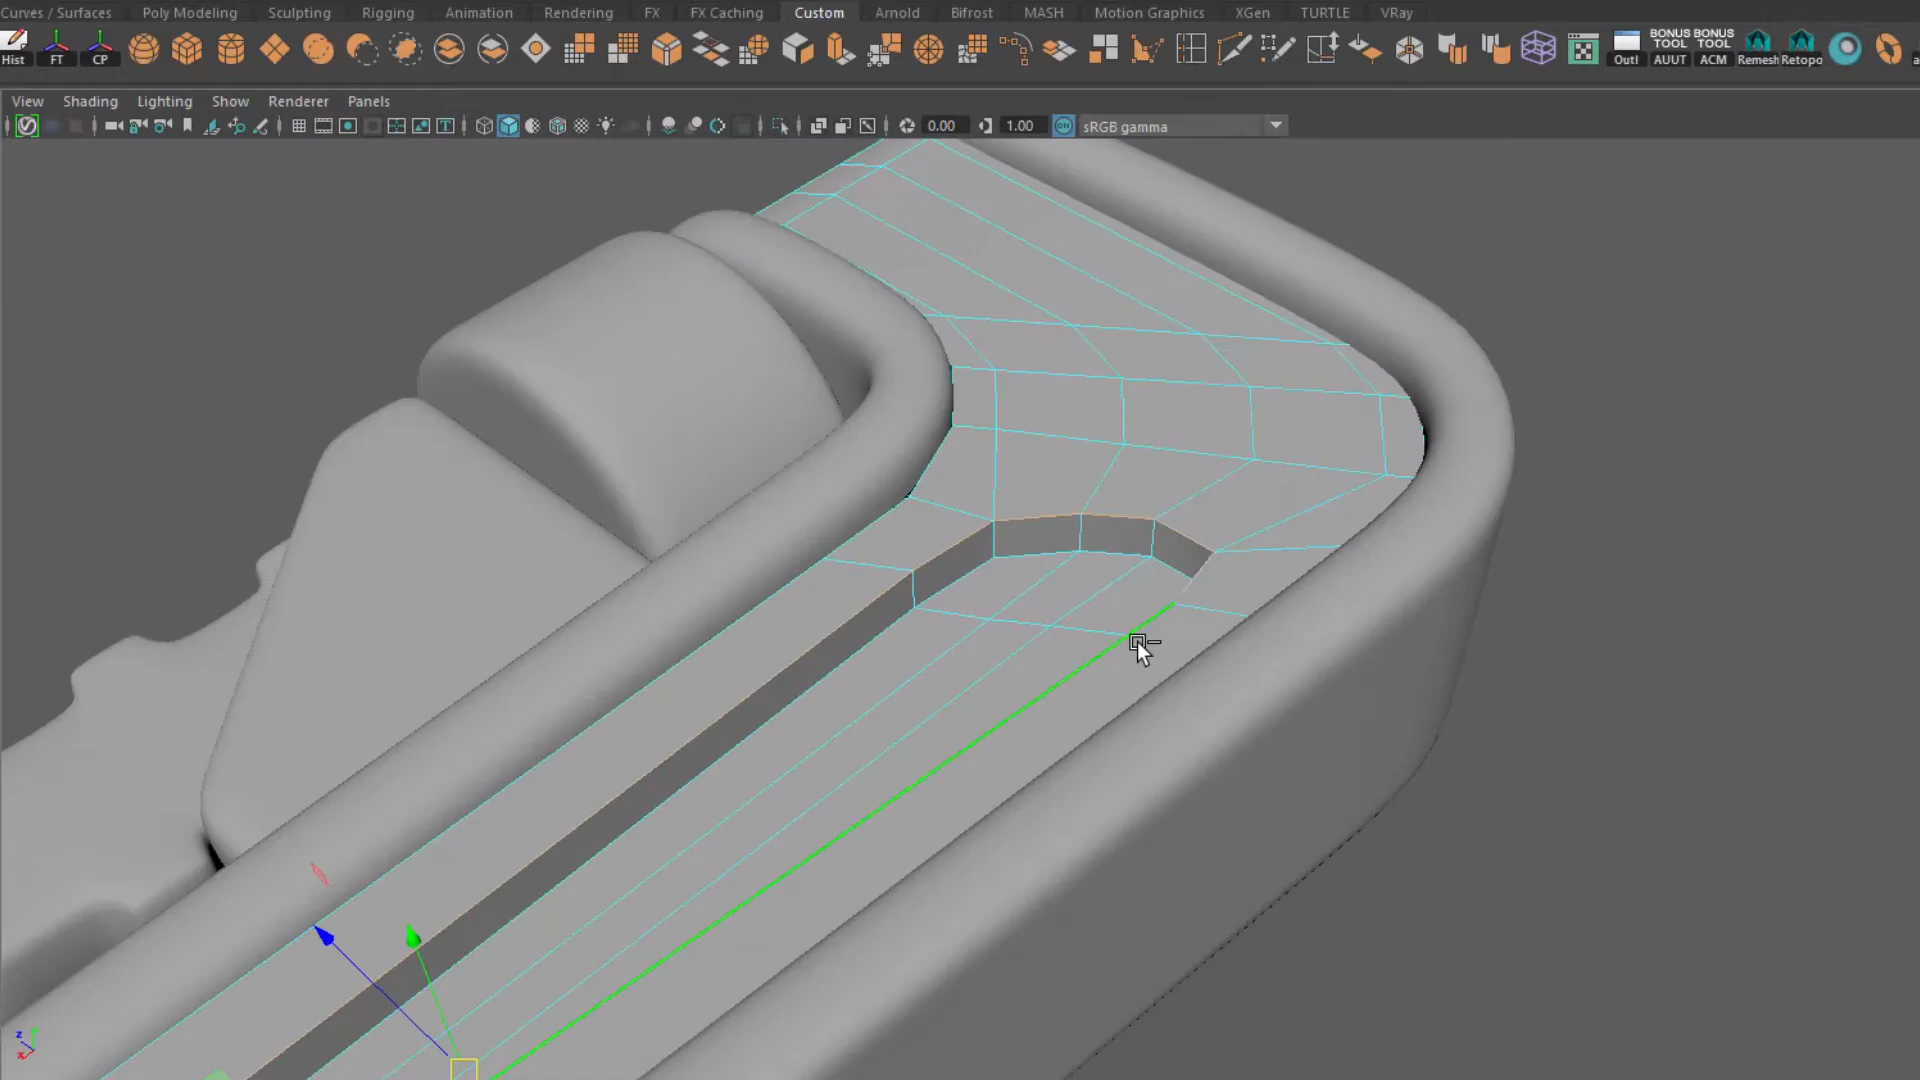 Curves / Surfaces Poly Modeling Sculpting Rigging Animation Rendering FX FX Caching Custom Arnold Bifrost MASH Motion Graphics XGen TURTLE VRay
BONUS BONUS
TOOL TOOL
Hist FT CP Outl AUUT ACM Remesh Retopo
View Shading Lighting Show Renderer Panels
0.00 1.00 ON sRGB gamma
z
x